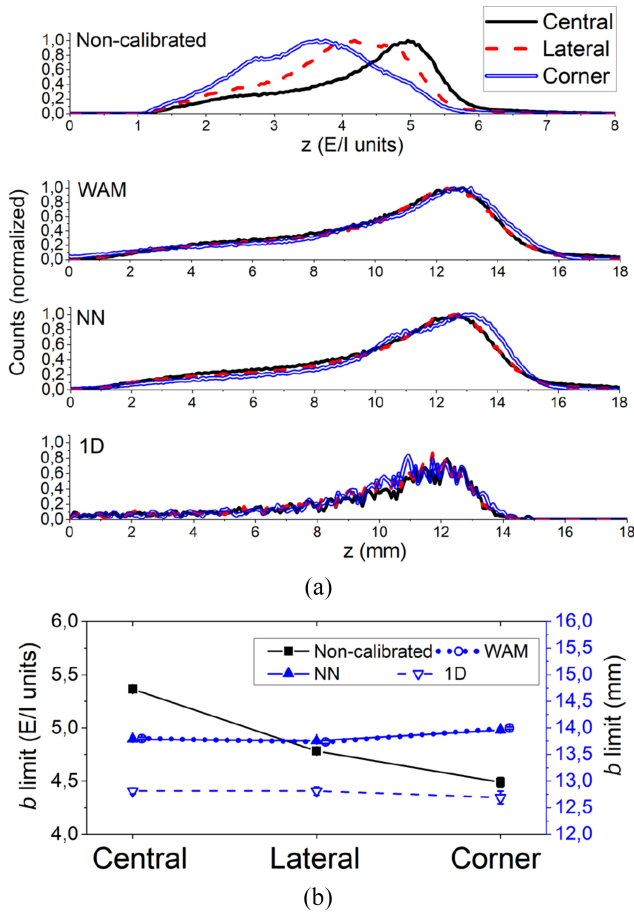 Non-calibrated
Central
Lateral
Corner
1,0
0,8
0,6
0,4
0,2
0,0
0 1 2 3 4 5 6 7 8
z (E/I units)
Counts (normalized)
WAM
1,0
0,8
0,6
0,4
0,2
0,0
0 2 4 6 8 10 12 14 16 18
NN
1,0
0,8
0,6
0,4
0,2
0,0
0 2 4 6 8 10 12 14 16 18
1D
1,0
0,8
0,6
0,4
0,2
0,0
0 2 4 6 8 10 12 14 16 18
z (mm)
(a)
b limit (E/I units)
6,0
5,5
5,0
4,5
4,0
Non-calibrated WAM
NN 1D
16,0
15,5
15,0
14,5
14,0
13,5
13,0
12,5
12,0
b limit (mm)
Central Lateral Corner
(b)